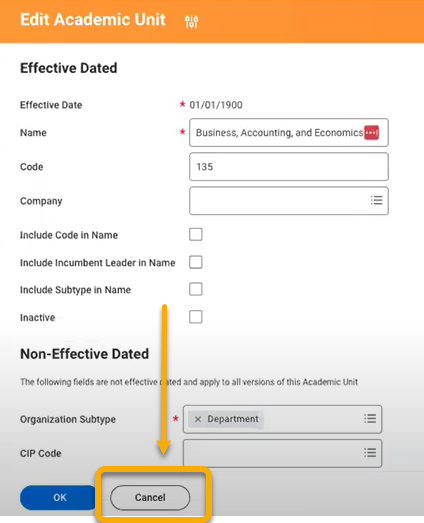 Edit Academic Unit
Effective Dated
Effective Date * 01/01/1900
Name * Business, Accounting, and Economics
Code 135
Company
Include Code in Name
Include Incumbent Leader in Name
Include Subtype in Name
Inactive
Non-Effective Dated
The following fields are not effective dated and apply to all versions of this Academic Unit
Organization Subtype * × Department
CIP Code
OK Cancel